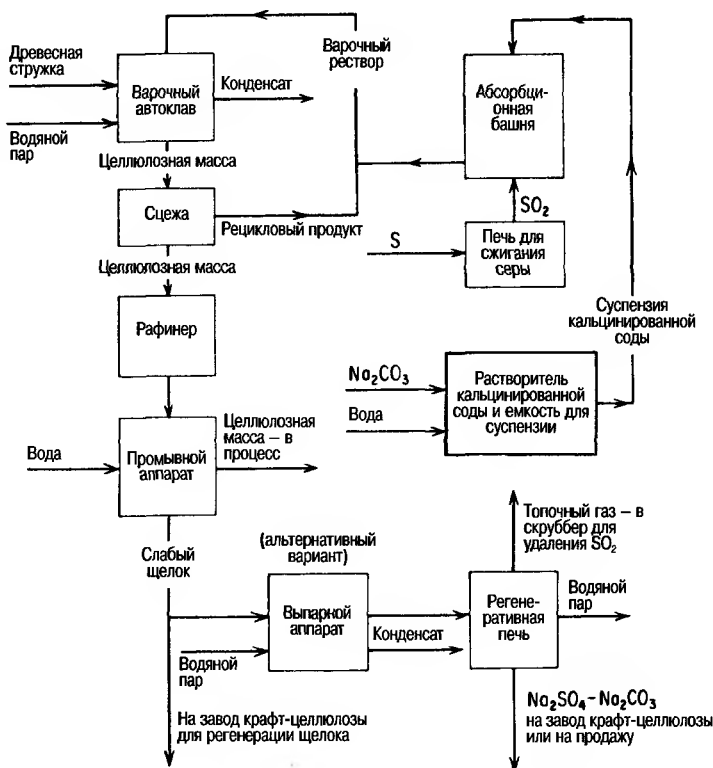 Древесная
стружка
Водяной
пар
Варочный
автоклав
Конденсат
Варочный
рествор
Абсорбци-
онная
башня
Целлюлозная масса
Сцежа
Рецикловый продукт
SO₂
S
Печь для
сжигания
серы
Целлюлозная масса
Рафинер
Суспензия
кальцинированной
соды
Na₂CO₃
Вода
Растворитель
кальцинированной
соды и емкость для
суспензии
Вода
Промывной
аппарат
Целлюлозная
масса – в
процесс
Слабый
щелок
(альтернативный
вариант)
Выпарной
аппарат
Водяной
пар
Конденсат
Топочный газ – в
скруббер для
удаления SO₂
Регене-
ративная
печь
Водяной
пар
На завод крафт-целлюлозы
для регенерации щелока
Na₂SO₄–Na₂CO₃
на завод крафт-целлюлозы
или на продажу